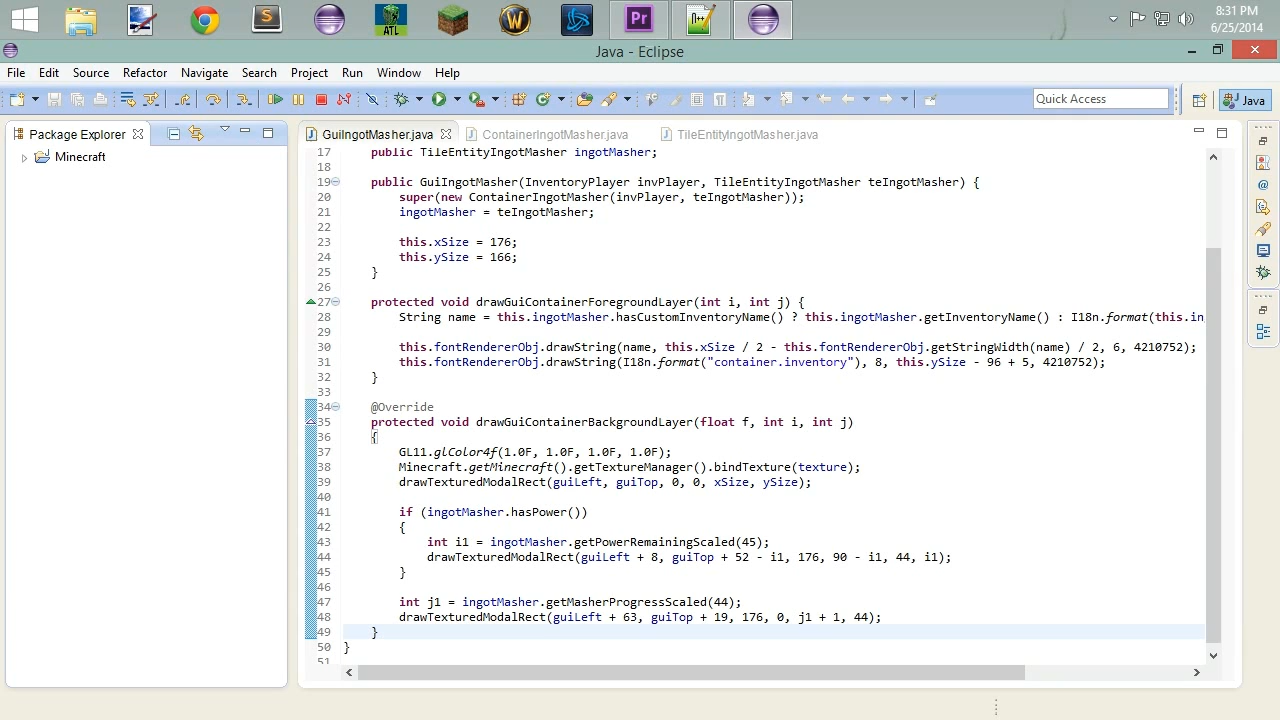 ATL
Pr
8:31 PM
6/25/2014
Java - Eclipse
File Edit Source Refactor Navigate Search Project Run Window Help
Quick Access
Java
Package Explorer
GuiIngotMasher.java ContainerIngotMasher.java TileEntityIngotMasher.java
Minecraft
17 public TileEntityIngotMasher ingotMasher;
18
19 public GuiIngotMasher(InventoryPlayer invPlayer, TileEntityIngotMasher teIngotMasher) {
20 super(new ContainerIngotMasher(invPlayer, teIngotMasher));
21 ingotMasher = teIngotMasher;
22
23 this.xSize = 176;
24 this.ySize = 166;
25 }
26
27 protected void drawGuiContainerForegroundLayer(int i, int j) {
28 String name = this.ingotMasher.hasCustomInventoryName() ? this.ingotMasher.getInventoryName() : I18n.format(this.in
30 this.fontRendererObj.drawString(name, this.xSize / 2 - this.fontRendererObj.getStringWidth(name) / 2, 6, 4210752);
31 this.fontRendererObj.drawString(I18n.format("container.inventory"), 8, this.ySize - 96 + 5, 4210752);
32 }
33
34 @Override
35 protected void drawGuiContainerBackgroundLayer(float f, int i, int j)
36 {
37 GL11.glColor4f(1.0F, 1.0F, 1.0F, 1.0F);
38 Minecraft.getMinecraft().getTextureManager().bindTexture(texture);
39 drawTexturedModalRect(guiLeft, guiTop, 0, 0, xSize, ySize);
40
41 if (ingotMasher.hasPower())
42 {
43 int i1 = ingotMasher.getPowerRemainingScaled(45);
44 drawTexturedModalRect(guiLeft + 8, guiTop + 52 - i1, 176, 90 - i1, 44, i1);
45 }
46
47 int j1 = ingotMasher.getMasherProgressScaled(44);
48 drawTexturedModalRect(guiLeft + 63, guiTop + 19, 176, 0, j1 + 1, 44);
49 }
50 }
51